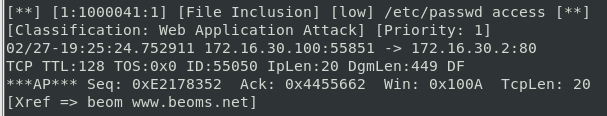 [**] [1:1000041:1] [File Inclusion] [low] /etc/passwd access [**]
[Classification: Web Application Attack] [Priority: 1]
02/27-19:25:24.752911 172.16.30.100:55851 -> 172.16.30.2:80
TCP TTL:128 TOS:0x0 ID:55050 IpLen:20 DgmLen:449 DF
***AP*** Seq: 0xE2178352  Ack: 0x4455662  Win: 0x100A  TcpLen: 20
[Xref => beom www.beoms.net]